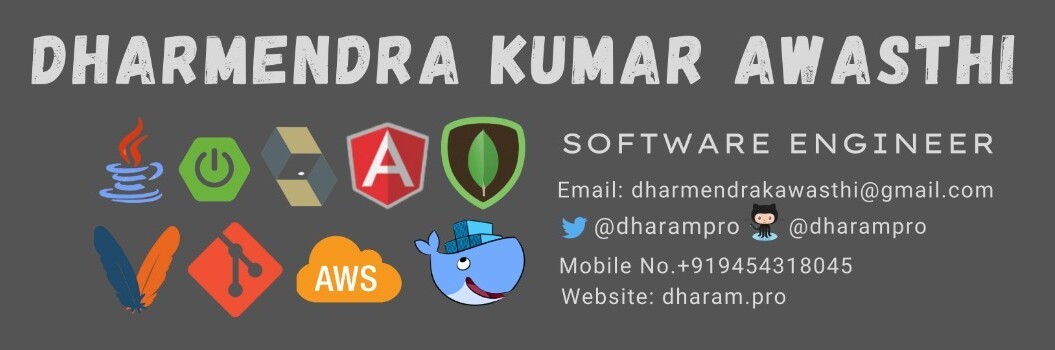 DHARMENDRA KUMAR AWASTHI
SOFTWARE ENGINEER
Email: dharmendrakawasthi@gmail.com
@dharampro @dharampro
Mobile No.+919454318045
Website: dharam.pro
A
AWS